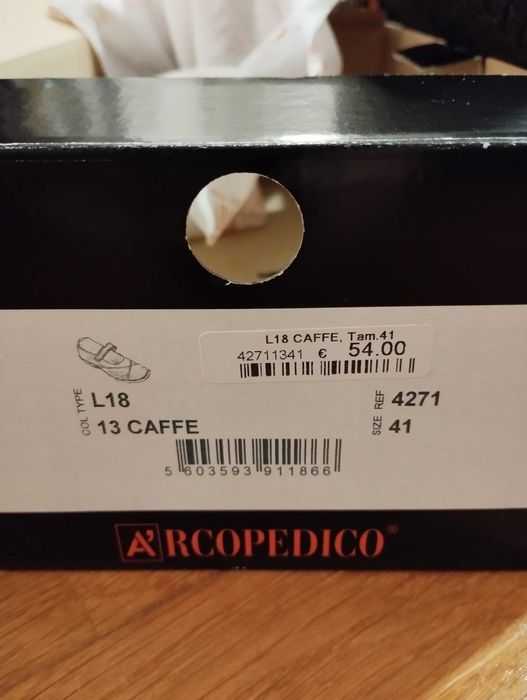 L18 CAFFE, Tam.41
42711341 € 54.00
TYPE L18
COL 13 CAFFE
REF 4271
SIZE 41
5 603593 911866
A'RCOPEDICO®